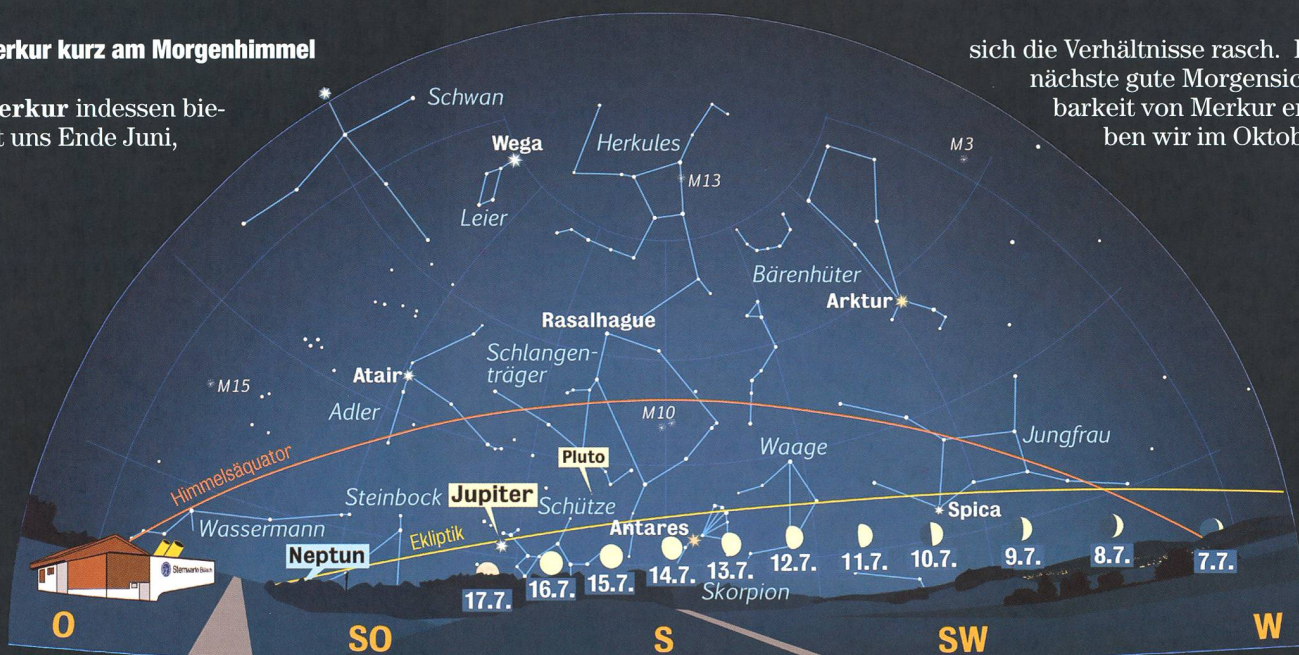 erkur kurz am Morgenhimmel
erkur indessen bie-
t uns Ende Juni,
sich die Verhältnisse rasch.
nächste gute Morgensic
barkeit von Merkur er
ben wir im Oktob
Schwan
Wega
Leier
Herkules
M13
M3
Bärenhüter
Arktur
Rasalhague
Schlangen-
träger
Atair
Adler
M15
M10
Himmelsäquator
Pluto
Waage
Jungfrau
Steinbock
Jupiter
Schütze
Wassermann
Ekliptik
Antares
Spica
Neptun
Sternwarte Bülach
Skorpion
17.7.
16.7.
15.7.
14.7.
13.7.
12.7.
11.7.
10.7.
9.7.
8.7.
7.7.
O
SO
S
SW
W